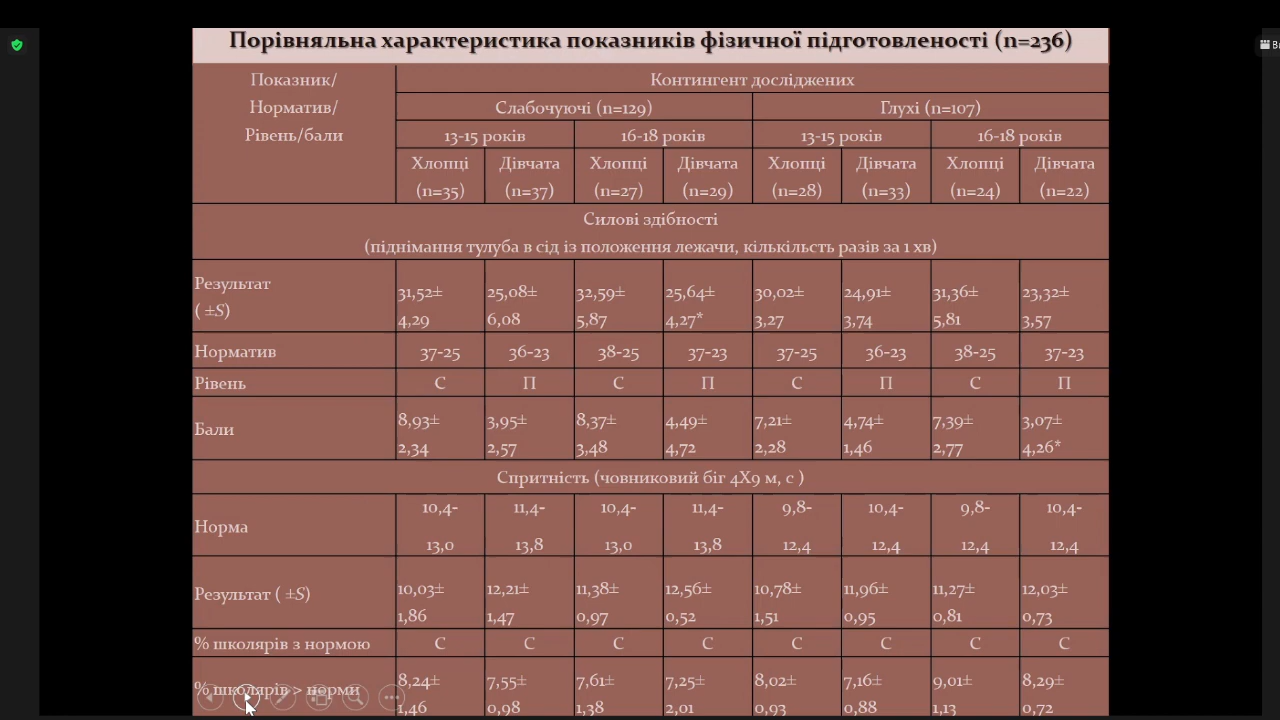 Порівняльна характеристика показників фізичної підготовленості (n=236)
Показник/
Норматив/
Рівень/бали
Контингент досліджених
Слабочуючі (n=129)
Глухі (n=107)
13-15 років
16-18 років
13-15 років
16-18 років
Хлопці
(n=35)
Дівчата
(n=37)
Хлопці
(n=27)
Дівчата
(n=29)
Хлопці
(n=28)
Дівчата
(n=33)
Хлопці
(n=24)
Дівчата
(n=22)
Силові здібності
(піднімання тулуба в сід із положення лежачи, кількількість разів за 1 хв)
Результат
( ±S)
31,52±
4,29
25,08±
6,08
32,59±
5,87
25,64±
4,27*
30,02±
3,27
24,91±
3,74
31,36±
5,81
23,32±
3,57
Норматив
37-25
36-23
38-25
37-23
37-25
36-23
38-25
37-23
Рівень
С
П
С
П
С
П
С
П
Бали
8,93±
2,34
3,95±
2,57
8,37±
3,48
4,49±
4,72
7,21±
2,28
4,74±
1,46
7,39±
2,77
3,07±
4,26*
Спритність (човниковий біг 4Х9 м, с )
Норма
10,4-
13,0
11,4-
13,8
10,4-
13,0
11,4-
13,8
9,8-
12,4
10,4-
12,4
9,8-
12,4
10,4-
12,4
Результат ( ±S)
10,03±
1,86
12,21±
1,47
11,38±
0,97
12,56±
0,52
10,78±
1,51
11,96±
0,95
11,27±
0,81
12,03±
0,73
% школярів з нормою
С
С
С
С
С
С
С
С
% школярів > норми
8,24±
1,46
7,55±
0,98
7,61±
1,38
7,25±
2,01
8,02±
0,93
7,16±
0,88
9,01±
1,13
8,29±
0,72